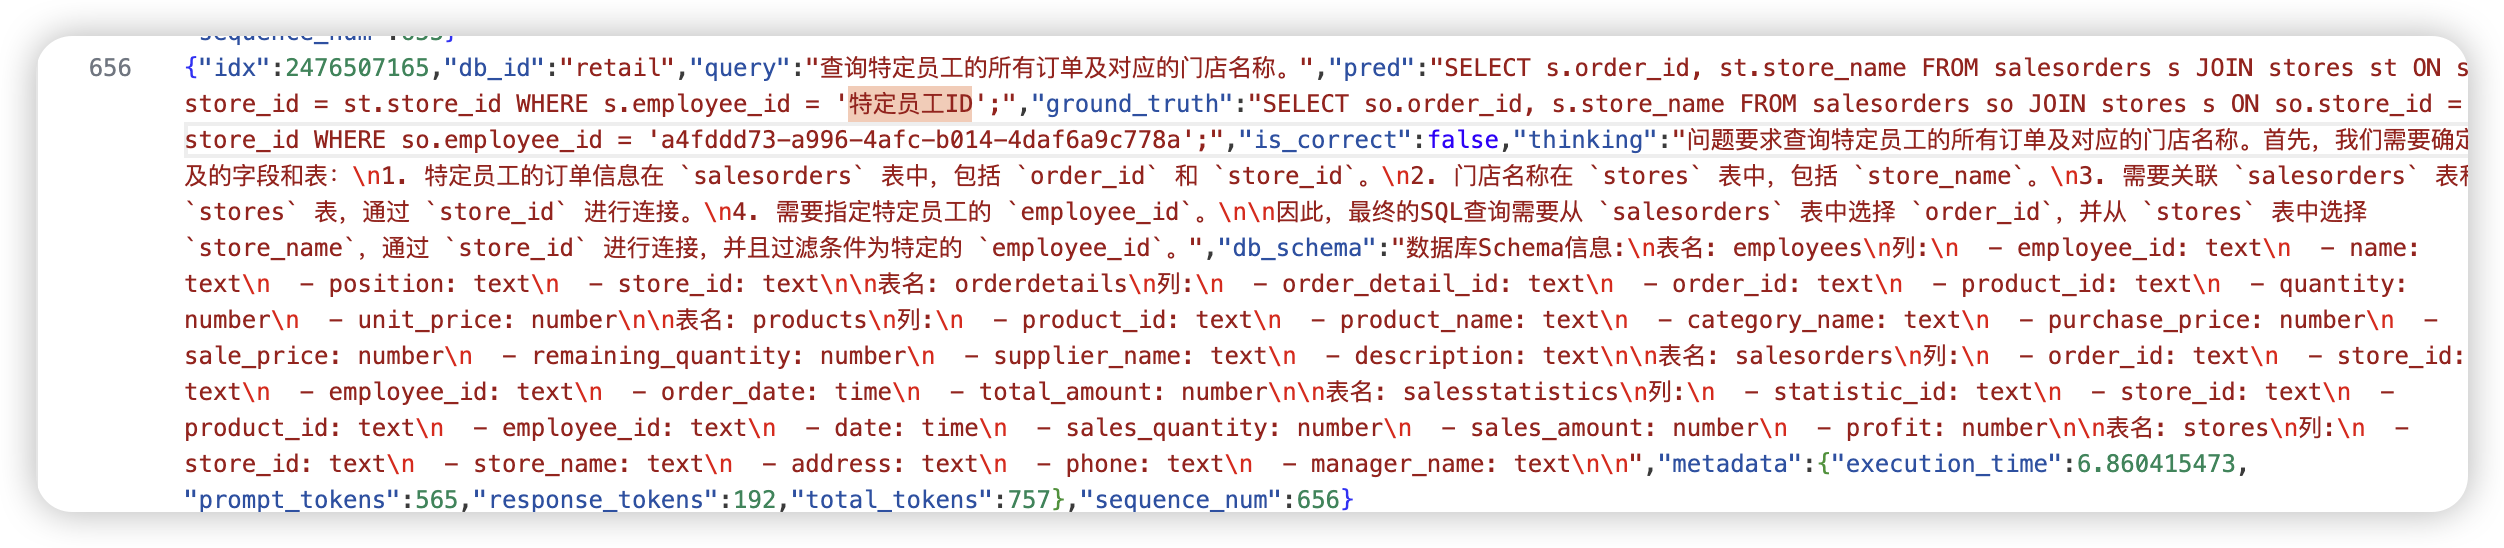 sequence_num":655}
656 {"idx":2476507165,"db_id":"retail","query":"查询特定员工的所有订单及对应的门店名称。","pred":"SELECT s.order_id, st.store_name FROM salesorders s JOIN stores st ON s
store_id = st.store_id WHERE s.employee_id = '特定员工ID';","ground_truth":"SELECT so.order_id, s.store_name FROM salesorders so JOIN stores s ON so.store_id =
store_id WHERE so.employee_id = 'a4fddd73-a996-4afc-b014-4daf6a9c778a';","is_correct":false,"thinking":"问题要求查询特定员工的所有订单及对应的门店名称。首先，我们需要确定
及的字段和表：\n1. 特定员工的订单信息在 `salesorders` 表中，包括 `order_id` 和 `store_id`。\n2. 门店名称在 `stores` 表中，包括 `store_name`。\n3. 需要关联 `salesorders` 表和
`stores` 表，通过 `store_id` 进行连接。\n4. 需要指定特定员工的 `employee_id`。\n\n因此，最终的SQL查询需要从 `salesorders` 表中选择 `order_id`，并从 `stores` 表中选择
`store_name`，通过 `store_id` 进行连接，并且过滤条件为特定的 `employee_id`。","db_schema":"数据库Schema信息:\n表名: employees\n列:\n  - employee_id: text\n  - name:
text\n  - position: text\n  - store_id: text\n\n表名: orderdetails\n列:\n  - order_detail_id: text\n  - order_id: text\n  - product_id: text\n  - quantity:
number\n  - unit_price: number\n\n表名: products\n列:\n  - product_id: text\n  - product_name: text\n  - category_name: text\n  - purchase_price: number\n  -
sale_price: number\n  - remaining_quantity: number\n  - supplier_name: text\n  - description: text\n\n表名: salesorders\n列:\n  - order_id: text\n  - store_id:
text\n  - employee_id: text\n  - order_date: time\n  - total_amount: number\n\n表名: salesstatistics\n列:\n  - statistic_id: text\n  - store_id: text\n  -
product_id: text\n  - employee_id: text\n  - date: time\n  - sales_quantity: number\n  - sales_amount: number\n  - profit: number\n\n表名: stores\n列:\n  -
store_id: text\n  - store_name: text\n  - address: text\n  - phone: text\n  - manager_name: text\n\n","metadata":{"execution_time":6.860415473,
"prompt_tokens":565,"response_tokens":192,"total_tokens":757},"sequence_num":656}